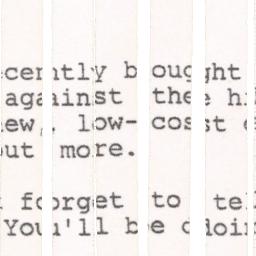 ecently bought
against the hi
ew, low-cost
out more.
forget to tel
You'll be doin